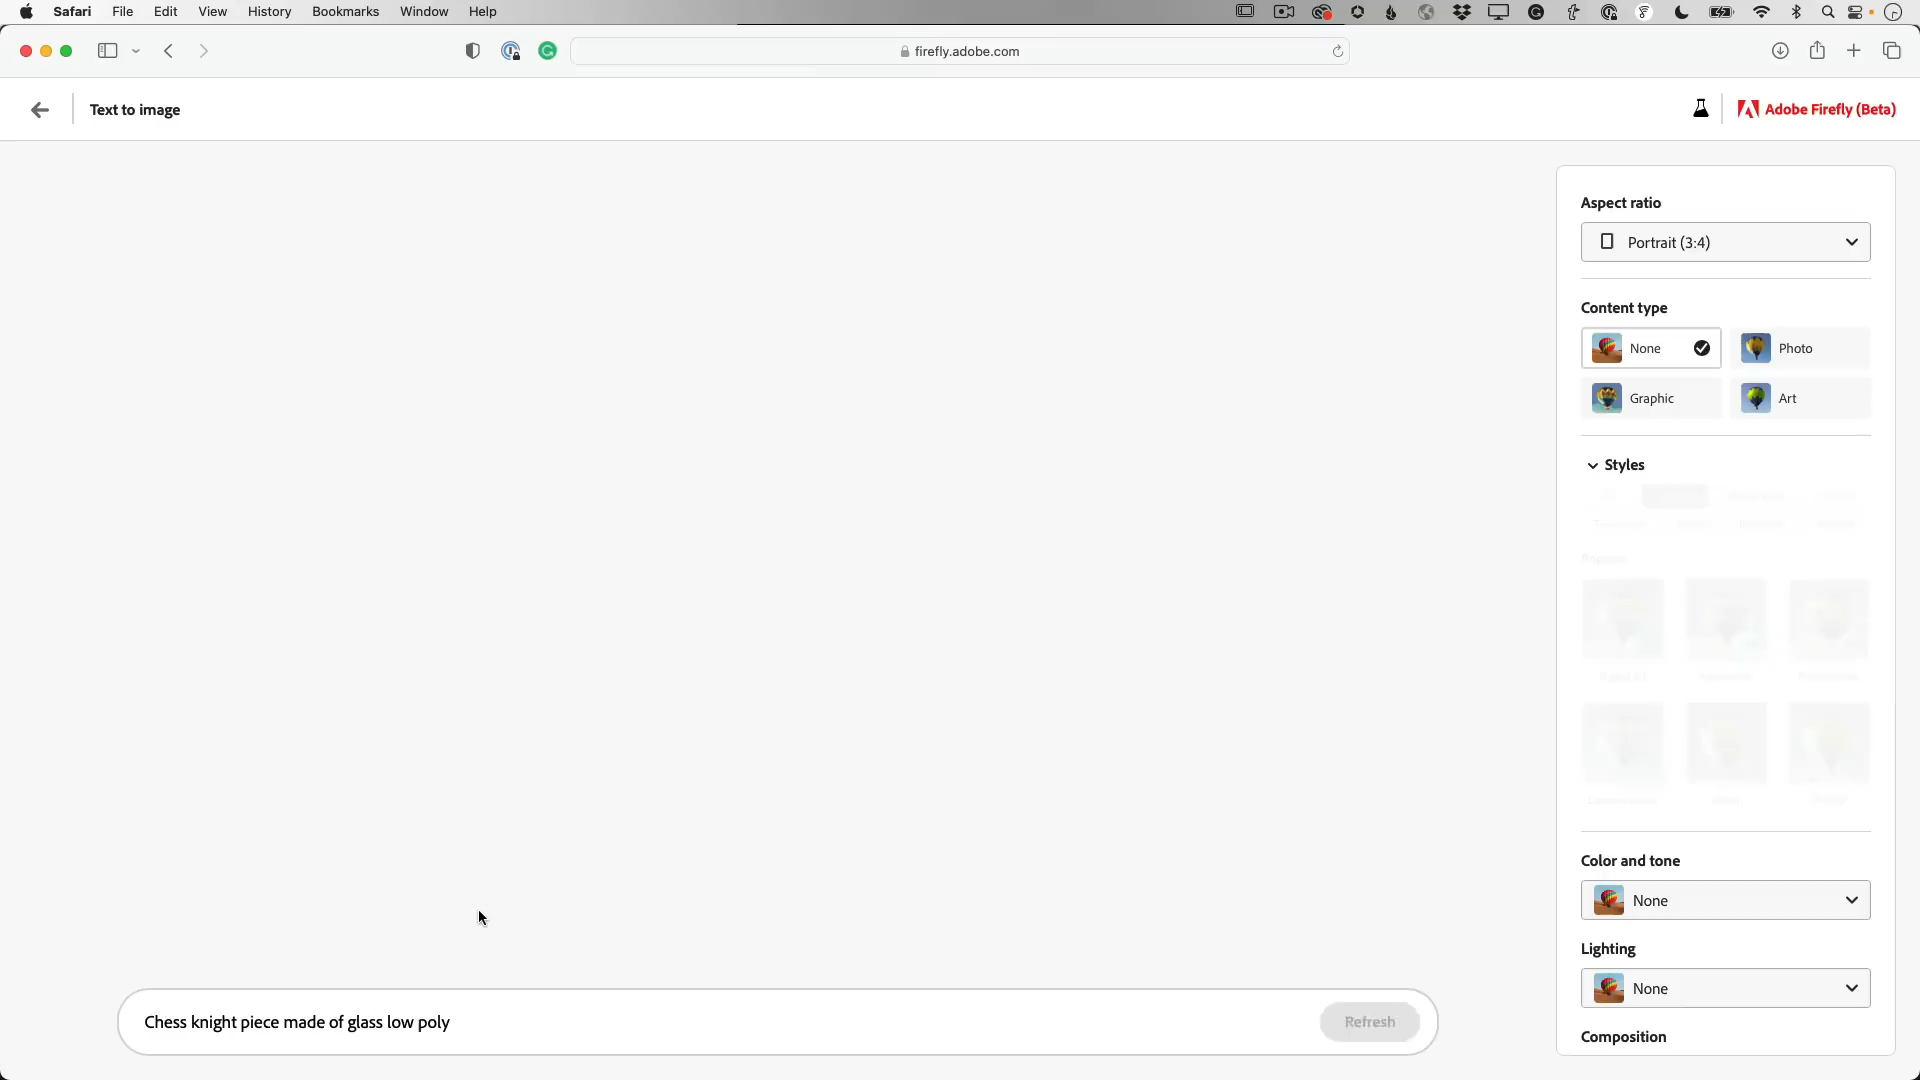 Safari File Edit View History Bookmarks Window Help
firefly.adobe.com
Text to image
Adobe Firefly (Beta)
Aspect ratio
Portrait (3:4)
Content type
None
Photo
Graphic
Art
Styles
Color and tone
None
Lighting
None
Composition
Chess knight piece made of glass low poly
Refresh